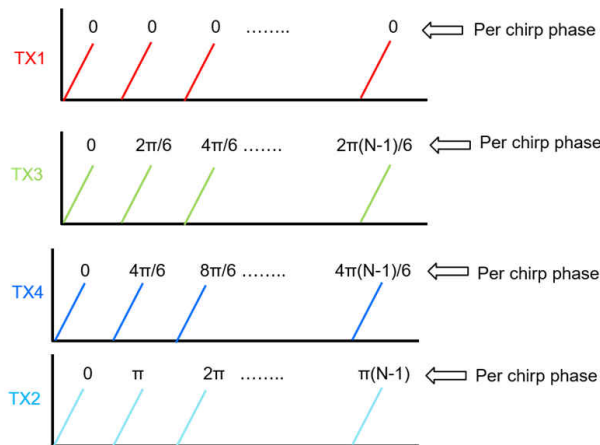 0 0 0 ........ 0 Per chirp phase
TX1
0 2π/6 4π/6 ....... 2π(N-1)/6 Per chirp phase
TX3
0 4π/6 8π/6 ........ 4π(N-1)/6 Per chirp phase
TX4
0 π 2π ........ π(N-1) Per chirp phase
TX2